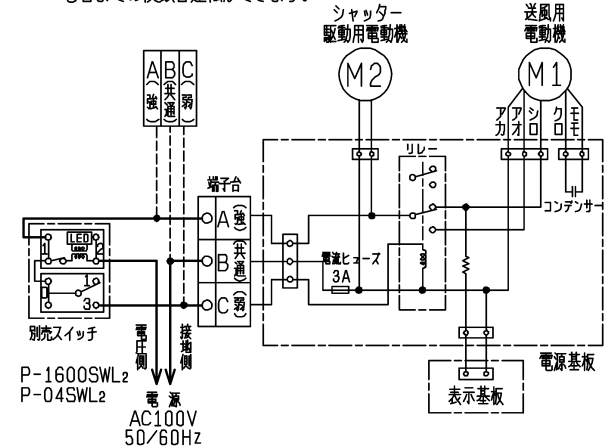 シャッター
駆動用電動機
送風用
電動機
M2
M1
A(強)
B(共通)
C(弱)
アカ
アオ
シロ
クロ
モモ
リレー
コンデンサー
端子台
A(強)
B(共通)
C(弱)
電流ヒューズ
3A
LED
1
2
1
3
別売スイッチ
電圧側
接地側
P-1600SWL2
P-04SWL2
電源
AC100V
50/60Hz
電源基板
表示基板